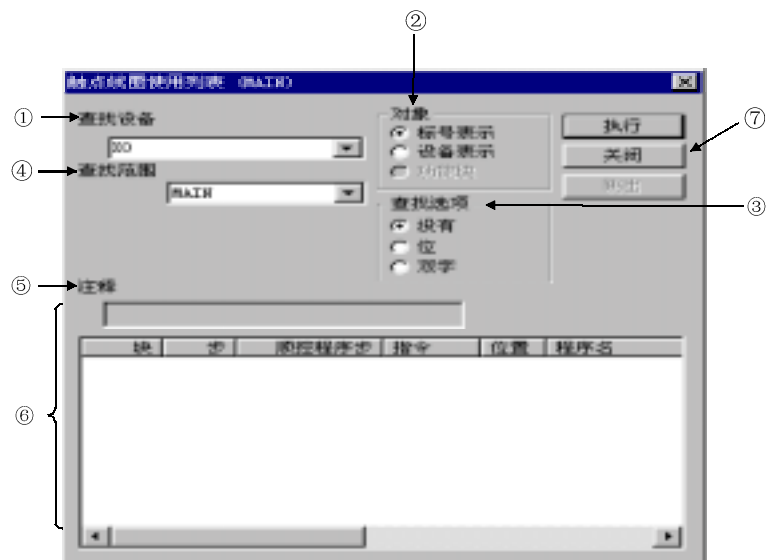 ②
触点线圈使用列表 (MAIN)
①
查找设备
X0
对象
标号表示
设备表示
功能块
执行
关闭
⑦
④
查找范围
MAIN
查找选项
③
没有
位
双字
⑤
注释
块
步
顺控程序步
指令
位置
程序名
⑥